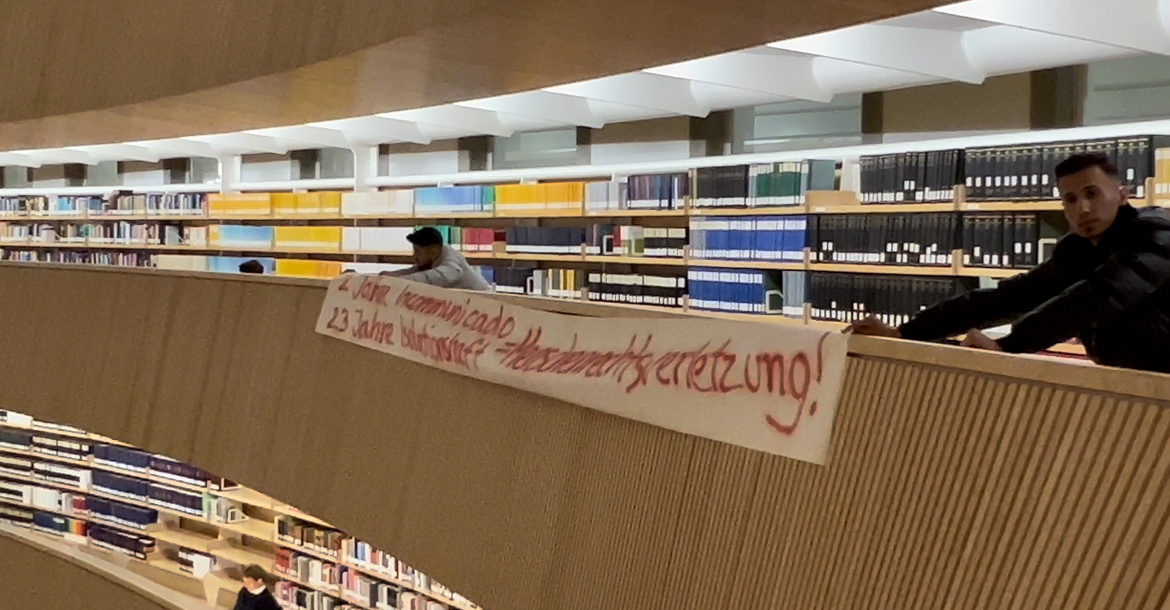 2 Jahre Incommunicado
23 Jahre Isolationshaft = Menschenrechtsverletzung!